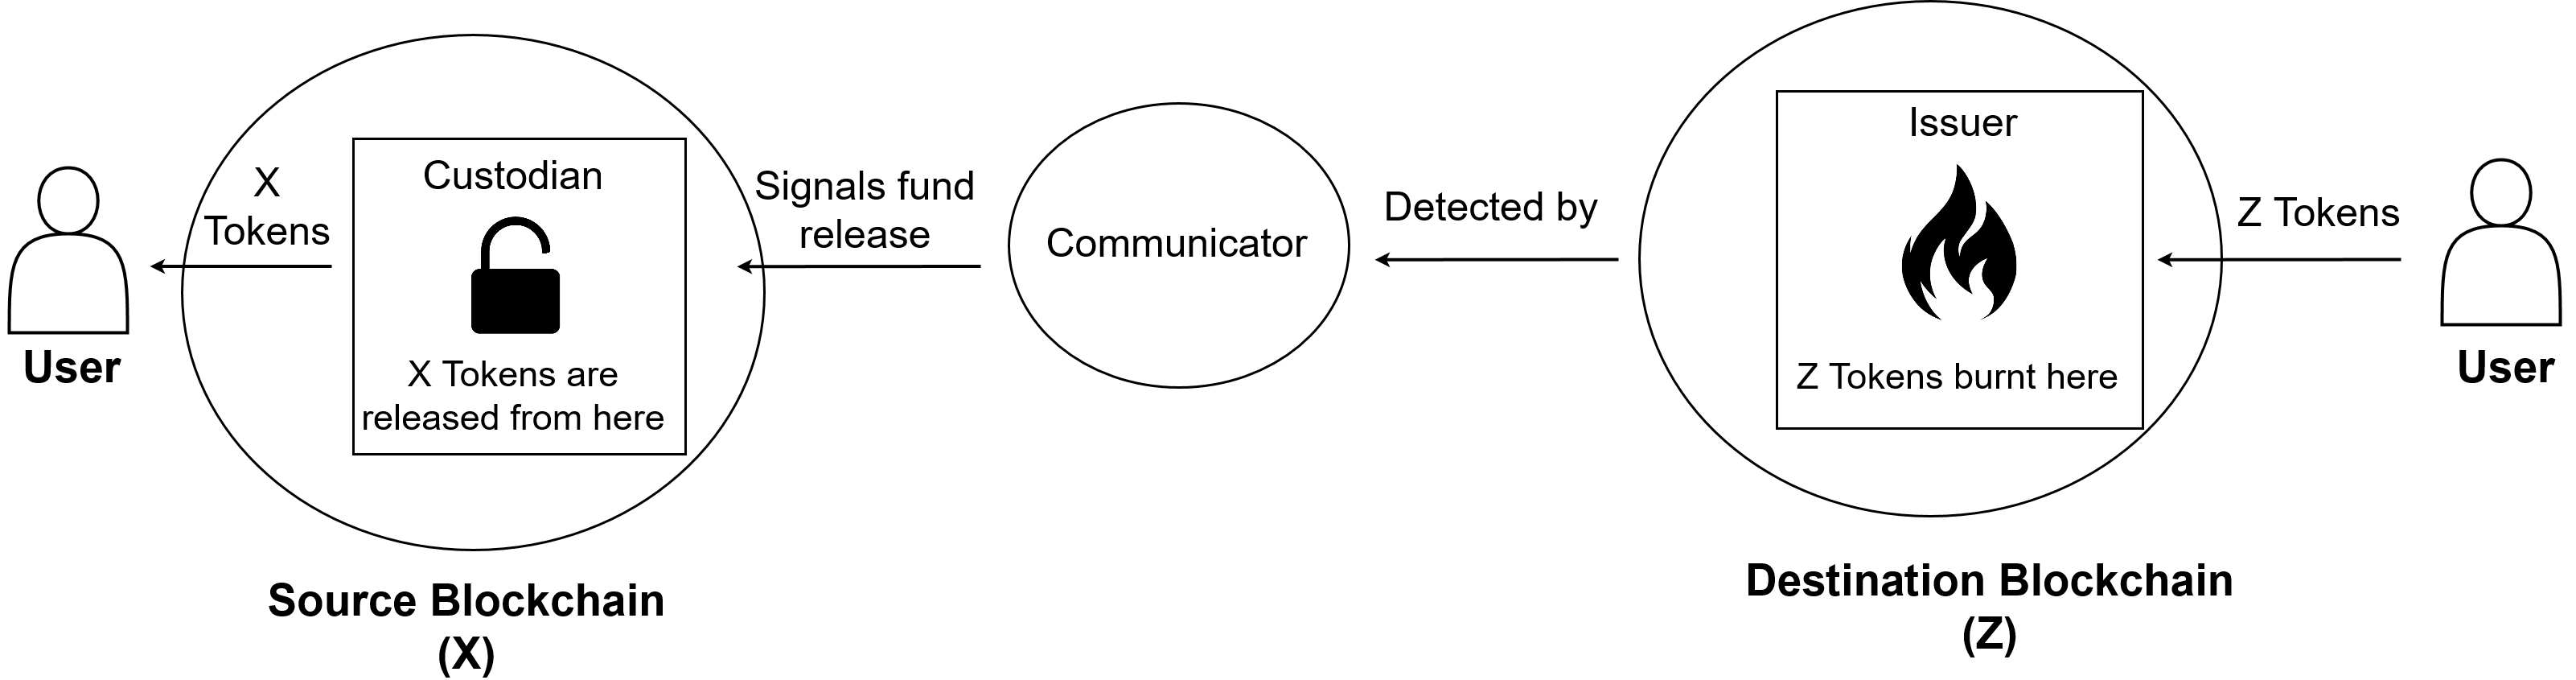 User
X
Tokens
Custodian
X Tokens are
released from here
Source Blockchain
(X)
Signals fund
release
Communicator
Detected by
Issuer
Z Tokens burnt here
Destination Blockchain
(Z)
Z Tokens
User